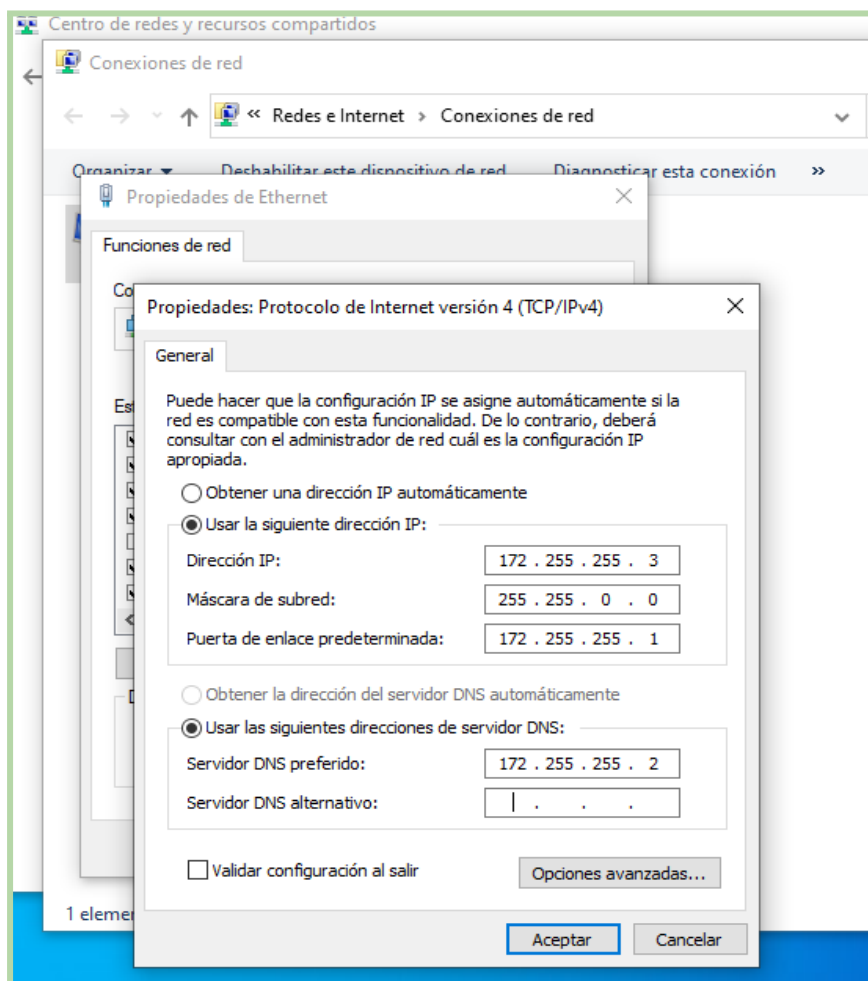 Centro de redes y recursos compartidos
Conexiones de red
« Redes e Internet > Conexiones de red
Organizar Deshabilitar este dispositivo de red Diagnosticar esta conexión »
Propiedades de Ethernet
Funciones de red
Co
Propiedades: Protocolo de Internet versión 4 (TCP/IPv4)
General
Puede hacer que la configuración IP se asigne automáticamente si la
Est
red es compatible con esta funcionalidad. De lo contrario, deberá
consultar con el administrador de red cuál es la configuración IP
apropiada.
Obtener una dirección IP automáticamente
Usar la siguiente dirección IP:
Dirección IP: 172 . 255 . 255 . 3
Máscara de subred: 255 . 255 . 0 . 0
Puerta de enlace predeterminada: 172 . 255 . 255 . 1
Obtener la dirección del servidor DNS automáticamente
Usar las siguientes direcciones de servidor DNS:
Servidor DNS preferido: 172 . 255 . 255 . 2
Servidor DNS alternativo: . . .
Validar configuración al salir Opciones avanzadas...
1 eleme
Aceptar Cancelar